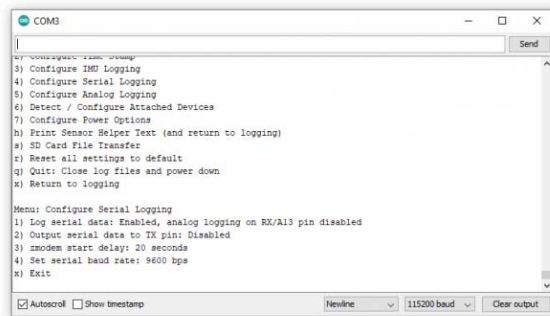 COM3
Send
2) Configure Time Stamp
3) Configure IMU Logging
4) Configure Serial Logging
5) Configure Analog Logging
6) Detect / Configure Attached Devices
7) Configure Power Options
h) Print Sensor Helper Text (and return to logging)
s) SD Card File Transfer
r) Reset all settings to default
q) Quit: Close log files and power down
x) Return to logging
Menu: Configure Serial Logging
1) Log serial data: Enabled, analog logging on RX/A13 pin disabled
2) Output serial data to TX pin: Disabled
3) zmodem start delay: 20 seconds
4) Set serial baud rate: 9600 bps
x) Exit
Autoscroll Show timestamp Newline 115200 baud Clear output